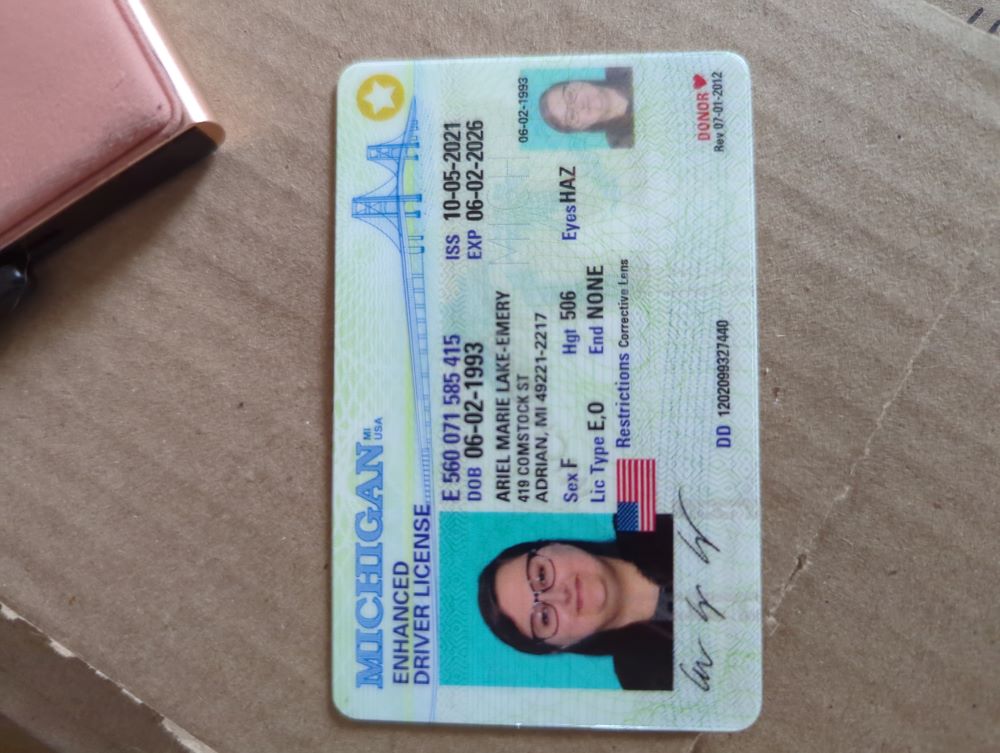 MICHIGAN MI
USA
ENHANCED
DRIVER LICENSE
E 560 071 585 415
ISS 10-05-2021
DOB 06-02-1993
EXP 06-02-2026
ARIEL MARIE LAKE-EMERY
419 COMSTOCK ST
ADRIAN, MI 49221-2217
06-02-1993
Sex F Hgt 506 Eyes HAZ
Lic Type E,O End NONE
Restrictions Corrective Lens
DONOR
Rev 07-01-2012
DD 1202099327440